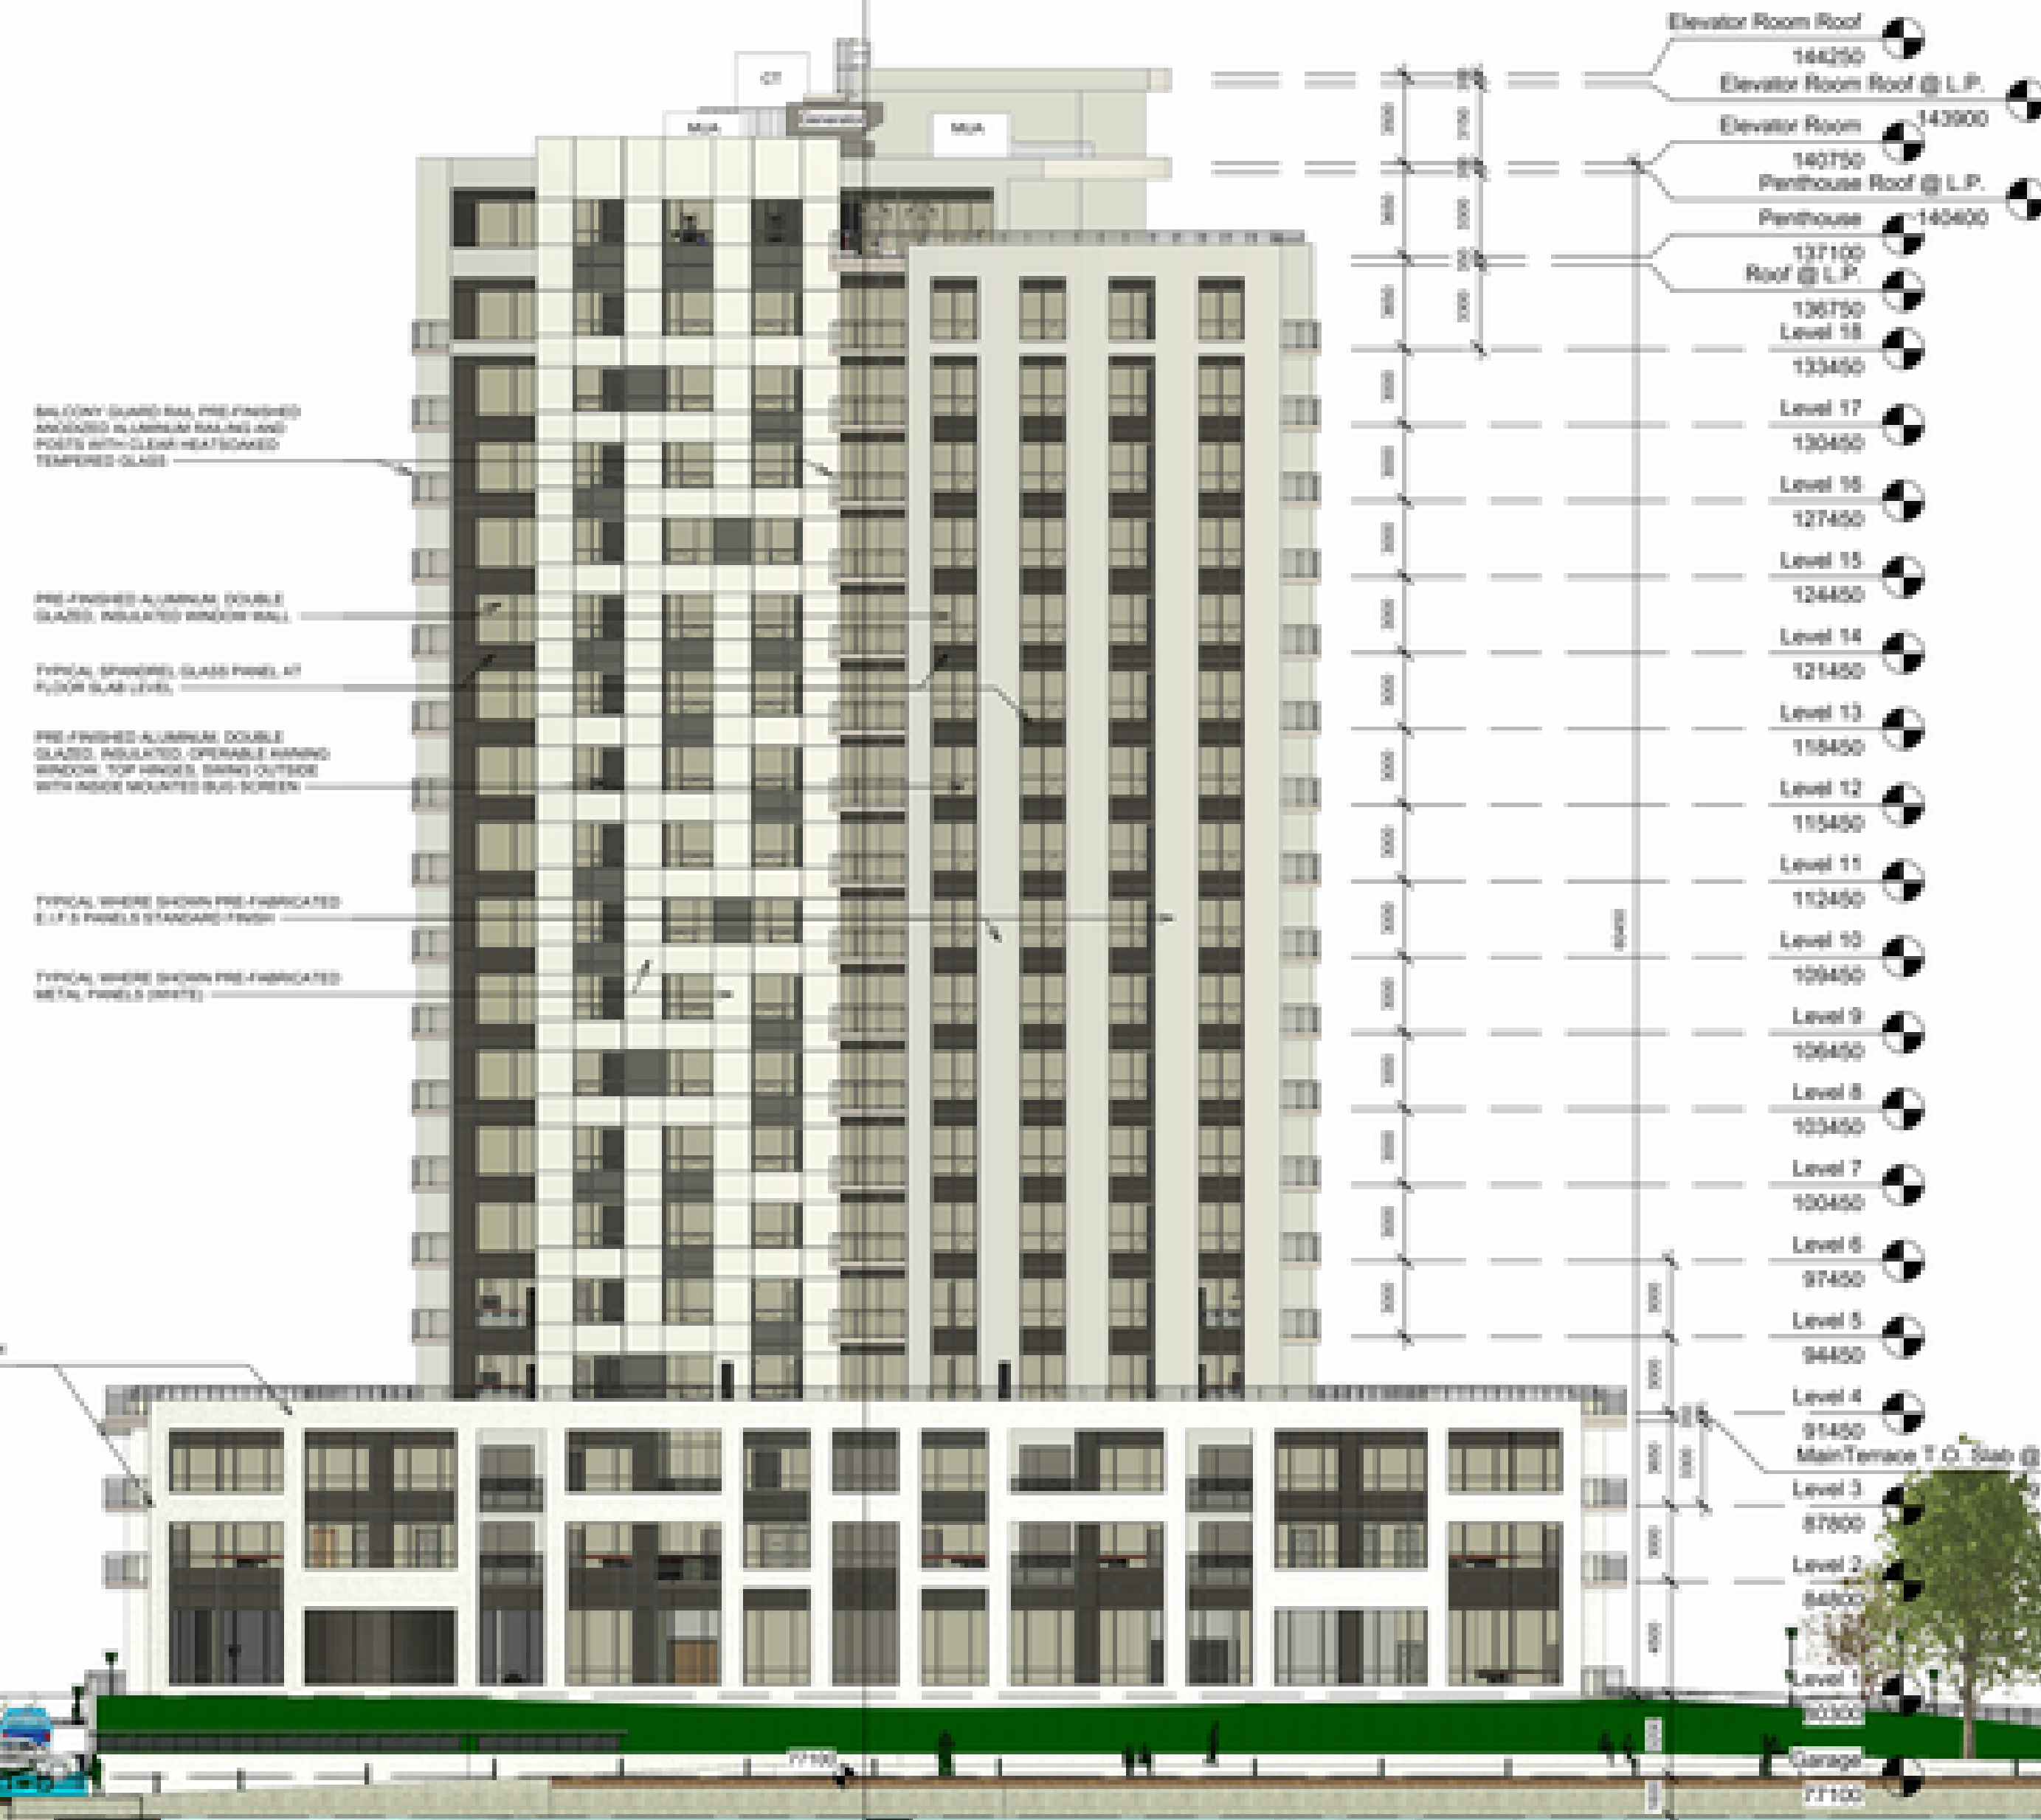 Elevator Room Roof
144250
Elevator Room Roof @ L.P.
143900
Elevator Room
140750
Penthouse Roof @ L.P.
140400
Penthouse
137100
Roof @ L.P.
136750
Level 18
133450
Level 17
130450
Level 16
127450
Level 15
124450
Level 14
121450
Level 13
118450
Level 12
115450
Level 11
112450
Level 10
109450
Level 9
106450
Level 8
103450
Level 7
100450
Level 6
97450
Level 5
94450
Level 4
91450
MainTerrace T.O. Slab @
Level 3
87800
Level 2
84800
Level 1
80300
Garage
77100
CT
MUA
Generator
MUA
BALCONY GUARD RAIL PRE-FINISHED
ANODIZED ALUMINUM RAILING AND
POSTS WITH CLEAR HEATSOAKED
TEMPERED GLASS
PRE-FINISHED ALUMINUM, DOUBLE
GLAZED, INSULATED WINDOW WALL
TYPICAL SPANDREL GLASS PANEL AT
FLOOR SLAB LEVEL
PRE-FINISHED ALUMINUM, DOUBLE
GLAZED, INSULATED, OPERABLE AWNING
WINDOW, TOP HINGES, SWING OUTSIDE
WITH INSIDE MOUNTED BUG SCREEN
TYPICAL WHERE SHOWN PRE-FABRICATED
E.I.F.S PANELS STANDARD FINISH
TYPICAL WHERE SHOWN PRE-FABRICATED
METAL PANELS (WHITE)
77100